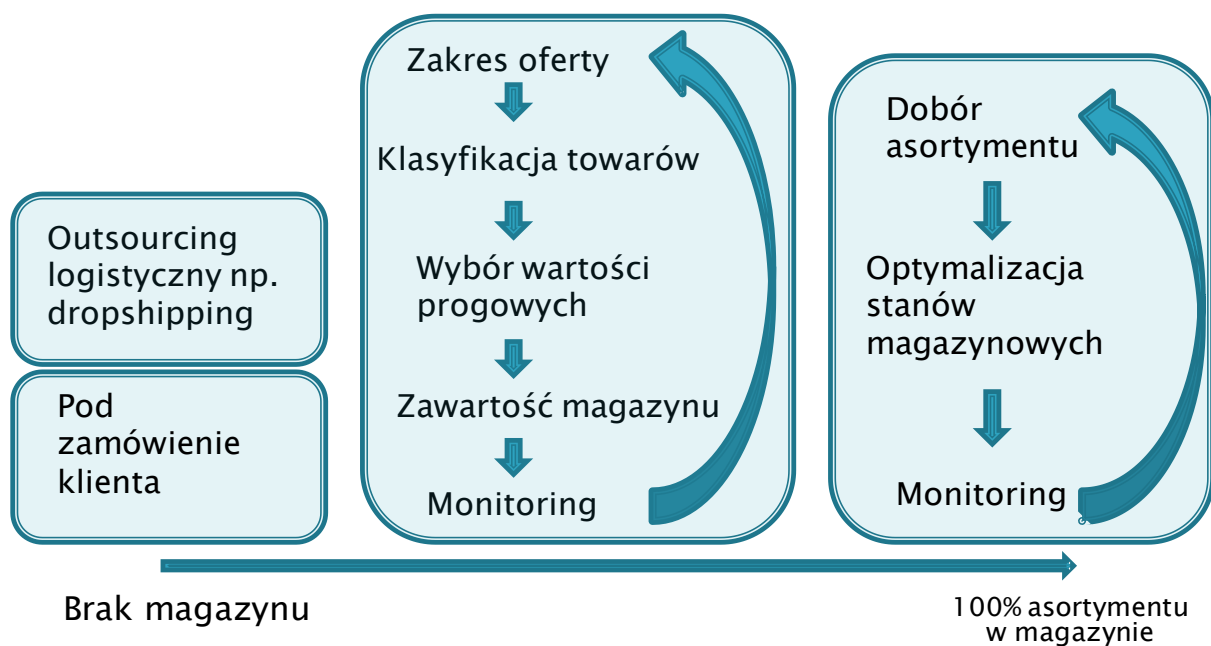 Outsourcing
logistyczny np.
dropshipping
Pod
zamówienie
klienta
Zakres oferty
Klasyfikacja towarów
Wybór wartości
progowych
Zawartość magazynu
Monitoring
Dobór
asortymentu
Optymalizacja
stanów
magazynowych
Monitoring
Brak magazynu
100% asortymentu
w magazynie